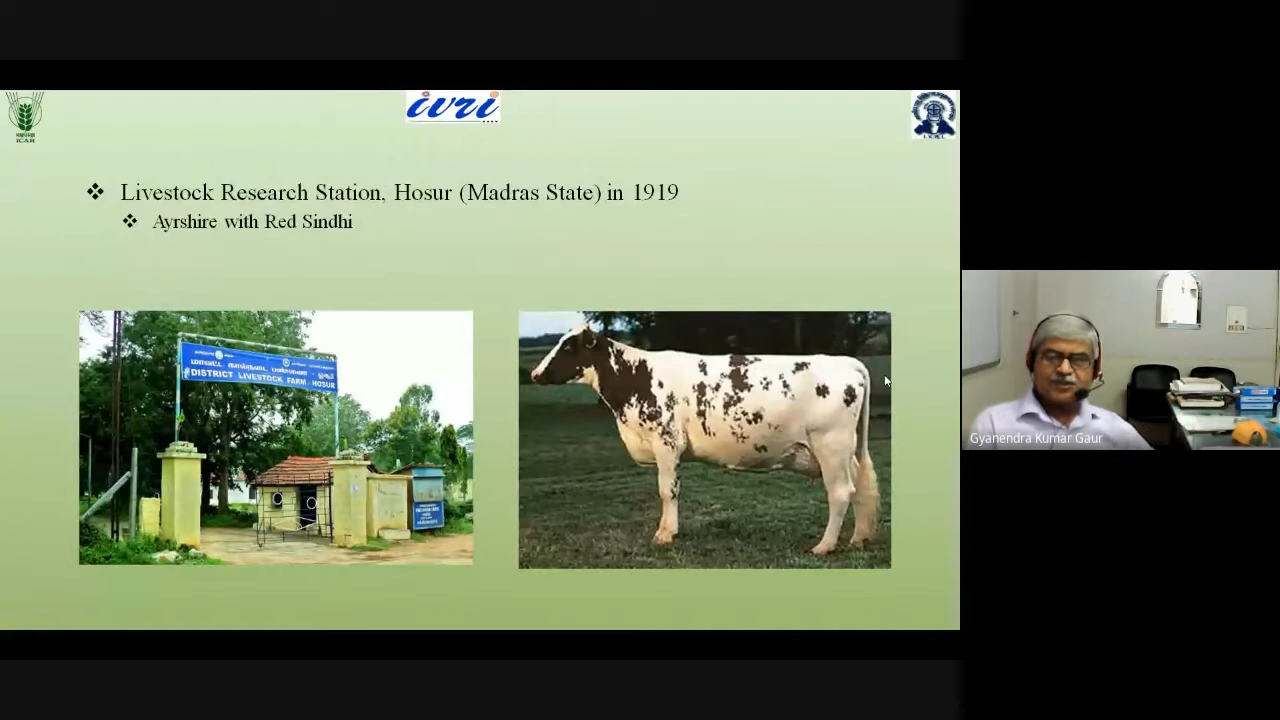 ivri
ICAR
❖ Livestock Research Station, Hosur (Madras State) in 1919
❖ Ayrshire with Red Sindhi
DISTRICT LIVESTOCK FARM - HOSUR
Gyanendra Kumar Gaur